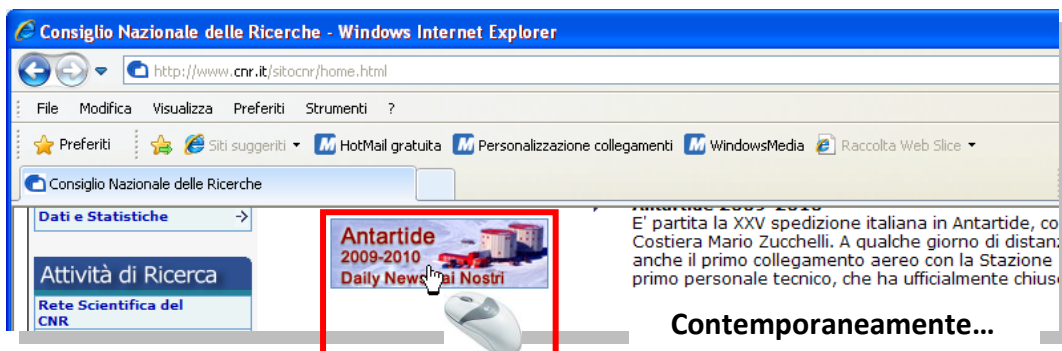 Consiglio Nazionale delle Ricerche - Windows Internet Explorer
http://www.cnr.it/sitocnr/home.html
File Modifica Visualizza Preferiti Strumenti ?
Preferiti Siti suggeriti HotMail gratuita Personalizzazione collegamenti WindowsMedia Raccolta Web Slice
Consiglio Nazionale delle Ricerche
Dati e Statistiche
Attività di Ricerca
Rete Scientifica del
CNR
Antartide
2009-2010
Daily News dai Nostri
Antartide 2009-2010
E' partita la XXV spedizione italiana in Antartide, co
Costiera Mario Zucchelli. A qualche giorno di distan
anche il primo collegamento aereo con la Stazione
primo personale tecnico, che ha ufficialmente chius
Contemporaneamente...